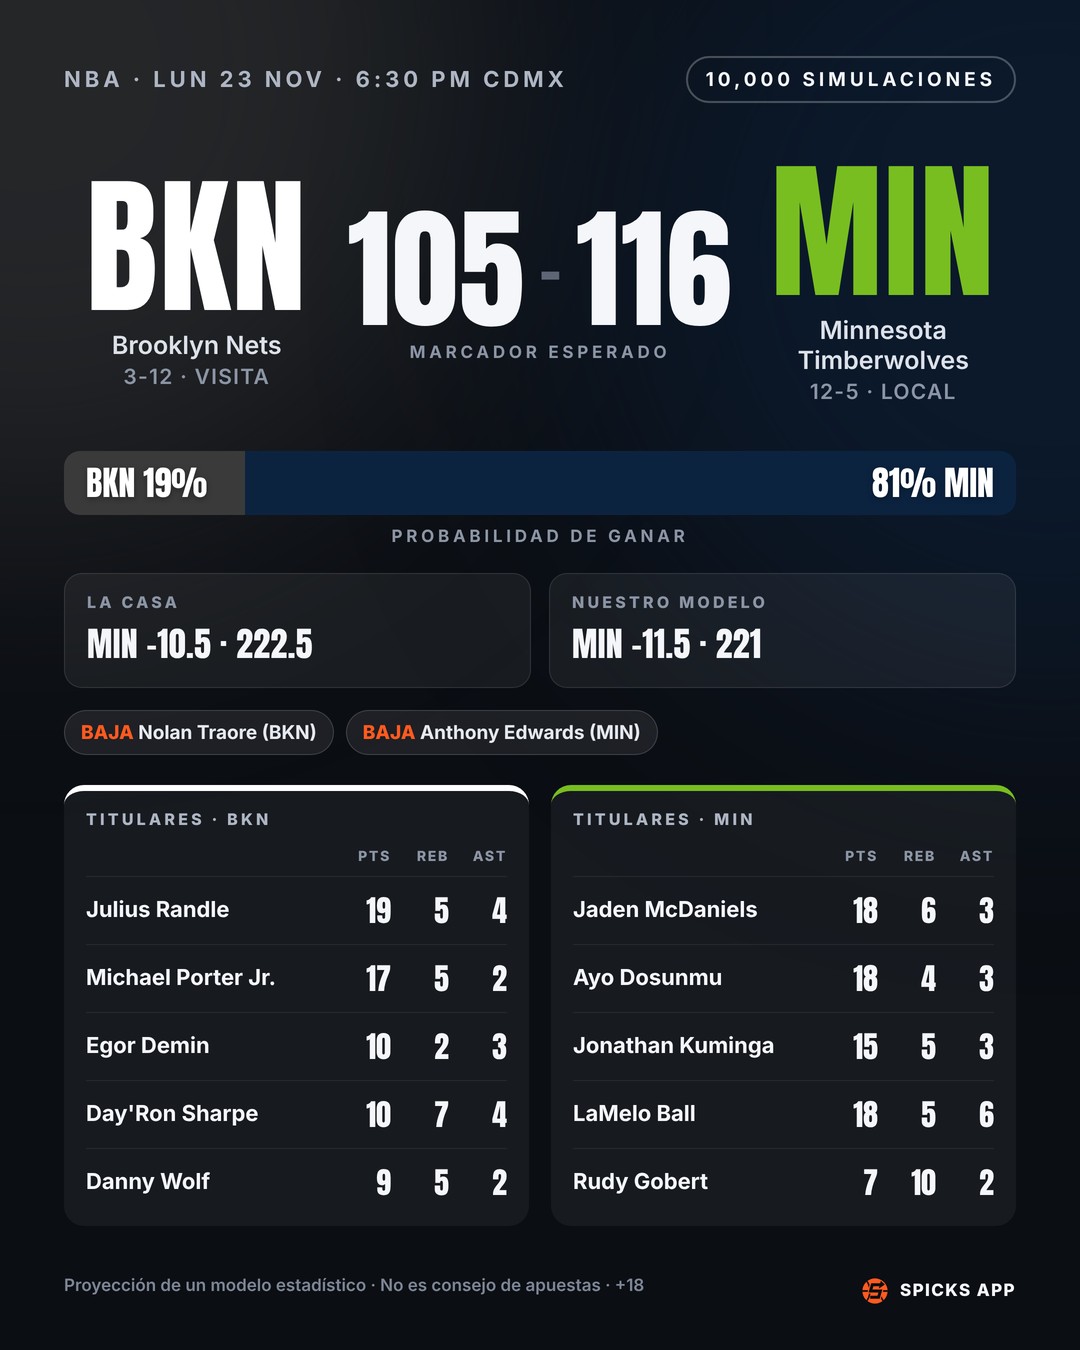 NBA · LUN 23 NOV · 6:30 PM CDMX
10,000 SIMULACIONES
BKN
Brooklyn Nets
3-12 · VISITA
105 - 116
MARCADOR ESPERADO
MIN
Minnesota
Timberwolves
12-5 · LOCAL
BKN 19%
81% MIN
PROBABILIDAD DE GANAR
LA CASA
MIN -10.5 · 222.5
NUESTRO MODELO
MIN -11.5 · 221
BAJA Nolan Traore (BKN)
BAJA Anthony Edwards (MIN)
TITULARES · BKN
PTS REB AST
Julius Randle 19 5 4
Michael Porter Jr. 17 5 2
Egor Demin 10 2 3
Day'Ron Sharpe 10 7 4
Danny Wolf 9 5 2
TITULARES · MIN
PTS REB AST
Jaden McDaniels 18 6 3
Ayo Dosunmu 18 4 3
Jonathan Kuminga 15 5 3
LaMelo Ball 18 5 6
Rudy Gobert 7 10 2
Proyección de un modelo estadístico · No es consejo de apuestas · +18
SPICKS APP